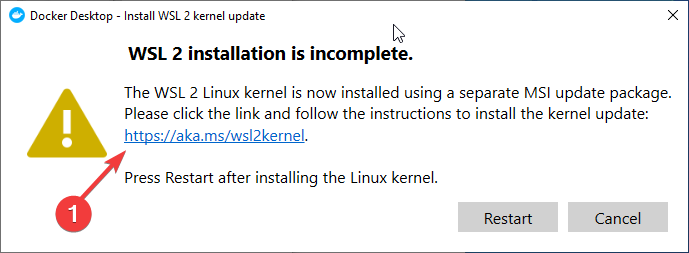 Docker Desktop - Install WSL 2 kernel update
WSL 2 installation is incomplete.
The WSL 2 Linux kernel is now installed using a separate MSI update package.
Please click the link and follow the instructions to install the kernel update:
https://aka.ms/wsl2kernel.
1
Press Restart after installing the Linux kernel.
Restart Cancel